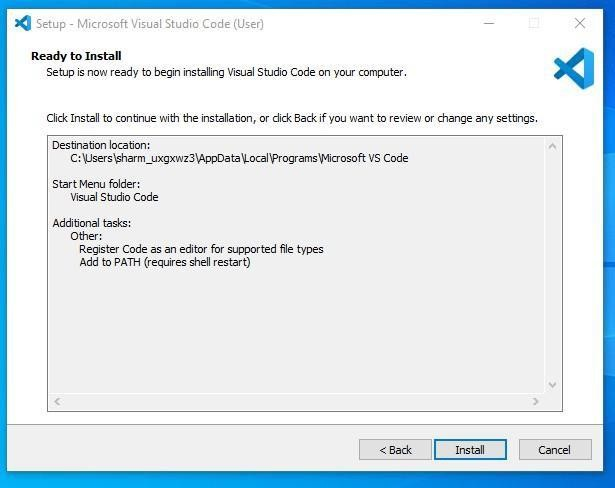 Setup - Microsoft Visual Studio Code (User)
Ready to Install
Setup is now ready to begin installing Visual Studio Code on your computer.
Click Install to continue with the installation, or click Back if you want to review or change any settings.
Destination location:
C:\Users\sharm_uxgxwz3\AppData\Local\Programs\Microsoft VS Code
Start Menu folder:
Visual Studio Code
Additional tasks:
Other:
Register Code as an editor for supported file types
Add to PATH (requires shell restart)
< Back
Install
Cancel